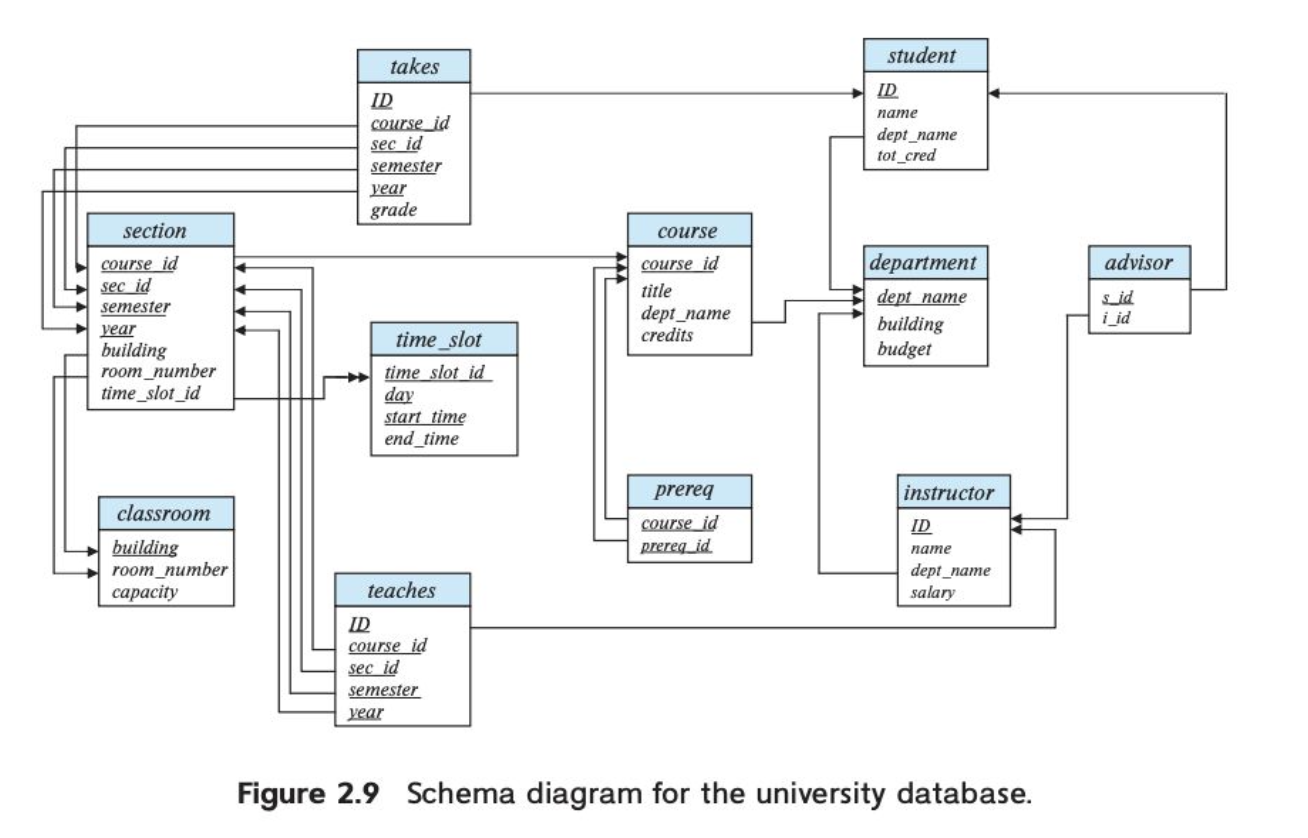 takes
ID
course_id
sec_id
semester
year
grade
student
ID
name
dept_name
tot_cred
section
course_id
sec_id
semester
year
building
room_number
time_slot_id
course
course_id
title
dept_name
credits
department
dept_name
building
budget
advisor
s_id
i_id
time_slot
time_slot_id
day
start_time
end_time
prereq
course_id
prereq_id
instructor
ID
name
dept_name
salary
classroom
building
room_number
capacity
teaches
ID
course_id
sec_id
semester
year
Figure 2.9 Schema diagram for the university database.